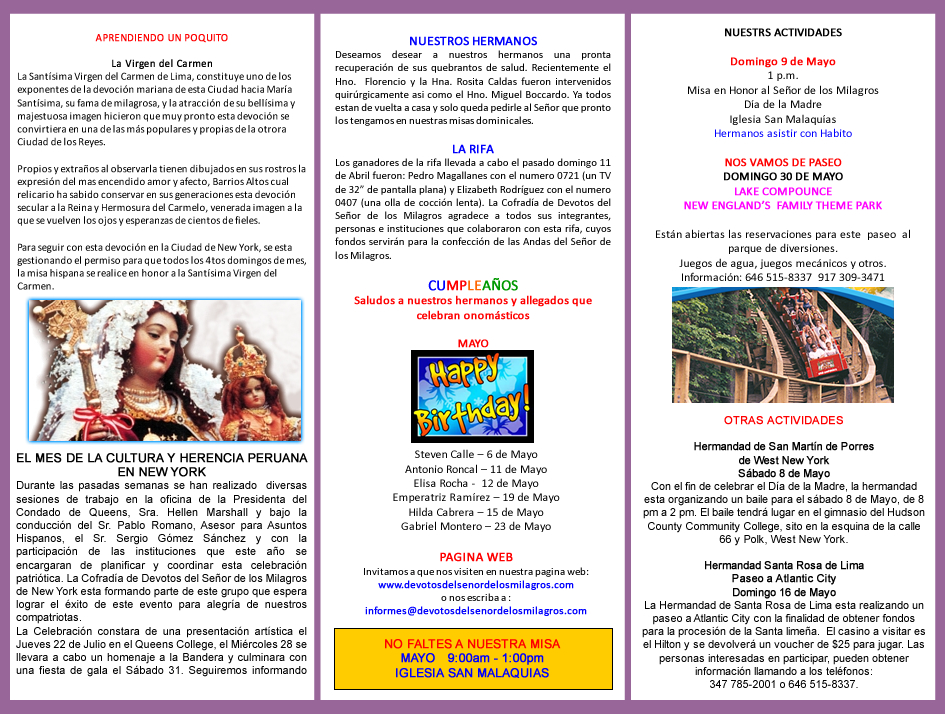 APRENDIENDO UN POQUITO
La Virgen del Carmen
La Santísima Virgen del Carmen de Lima, constituye uno de los
exponentes de la devoción mariana de esta Ciudad hacia María
Santísima, su fama de milagrosa, y la atracción de su bellísima y
majestuosa imagen hicieron que muy pronto esta devoción se
convirtiera en una de las más populares y propias de la otrora
Ciudad de los Reyes.
Propios y extraños al observarla tienen dibujados en sus rostros la
expresión del mas encendido amor y afecto, Barrios Altos cual
relicario ha sabido conservar en sus generaciones esta devoción
secular a la Reina y Hermosura del Carmelo, venerada imagen a la
que se vuelven los ojos y esperanzas de cientos de fieles.
Para seguir con esta devoción en la Ciudad de New York, se esta
gestionando el permiso para que todos los 4tos domingos de mes,
la misa hispana se realice en honor a la Santísima Virgen del
Carmen.
EL MES DE LA CULTURA Y HERENCIA PERUANA
EN NEW YORK
Durante las pasadas semanas se han realizado diversas
sesiones de trabajo en la oficina de la Presidenta del
Condado de Queens, Sra. Hellen Marshall y bajo la
conducción del Sr. Pablo Romano, Asesor para Asuntos
Hispanos, el Sr. Sergio Gómez Sánchez y con la
participación de las instituciones que este año se
encargaran de planificar y coordinar esta celebración
patriótica. La Cofradía de Devotos del Señor de los Milagros
de New York esta formando parte de este grupo que espera
lograr el éxito de este evento para alegría de nuestros
compatriotas.
La Celebración constara de una presentación artística el
Jueves 22 de Julio en el Queens College, el Miércoles 28 se
llevara a cabo un homenaje a la Bandera y culminara con
una fiesta de gala el Sábado 31. Seguiremos informando
NUESTROS HERMANOS
Deseamos desear a nuestros hermanos una pronta
recuperación de sus quebrantos de salud. Recientemente el
Hno. Florencio y la Hna. Rosita Caldas fueron intervenidos
quirúrgicamente asi como el Hno. Miguel Boccardo. Ya todos
estan de vuelta a casa y solo queda pedirle al Señor que pronto
los tengamos en nuestras misas dominicales.
LA RIFA
Los ganadores de la rifa llevada a cabo el pasado domingo 11
de Abril fueron: Pedro Magallanes con el numero 0721 (un TV
de 32” de pantalla plana) y Elizabeth Rodríguez con el numero
0407 (una olla de cocción lenta). La Cofradía de Devotos del
Señor de los Milagros agradece a todos sus integrantes,
personas e instituciones que colaboraron con esta rifa, cuyos
fondos servirán para la confección de las Andas del Señor de
los Milagros.
CUMPLEAÑOS
Saludos a nuestros hermanos y allegados que
celebran onomásticos
MAYO
Happy
Birthday!
Steven Calle – 6 de Mayo
Antonio Roncal – 11 de Mayo
Elisa Rocha - 12 de Mayo
Emperatriz Ramírez – 19 de Mayo
Hilda Cabrera – 15 de Mayo
Gabriel Montero – 23 de Mayo
PAGINA WEB
Invitamos a que nos visiten en nuestra pagina web:
www.devotosdelsenordelosmilagros.com
o nos escriba a :
informes@devotosdelsenordelosmilagros.com
NO FALTES A NUESTRA MISA
MAYO 9:00am - 1:00pm
IGLESIA SAN MALAQUIAS
NUESTRS ACTIVIDADES
Domingo 9 de Mayo
1 p.m.
Misa en Honor al Señor de los Milagros
Día de la Madre
Iglesia San Malaquías
Hermanos asistir con Habito
NOS VAMOS DE PASEO
DOMINGO 30 DE MAYO
LAKE COMPOUNCE
NEW ENGLAND’S FAMILY THEME PARK
Están abiertas las reservaciones para este paseo al
parque de diversiones.
Juegos de agua, juegos mecánicos y otros.
Información: 646 515-8337 917 309-3471
OTRAS ACTIVIDADES
Hermandad de San Martín de Porres
de West New York
Sábado 8 de Mayo
Con el fin de celebrar el Día de la Madre, la hermandad
esta organizando un baile para el sábado 8 de Mayo, de 8
pm a 2 pm. El baile tendrá lugar en el gimnasio del Hudson
County Community College, sito en la esquina de la calle
66 y Polk, West New York.
Hermandad Santa Rosa de Lima
Paseo a Atlantic City
Domingo 16 de Mayo
La Hermandad de Santa Rosa de Lima esta realizando un
paseo a Atlantic City con la finalidad de obtener fondos
para la procesión de la Santa limeña. El casino a visitar es
el Hilton y se devolverá un voucher de $25 para jugar. Las
personas interesadas en participar, pueden obtener
información llamando a los teléfonos:
347 785-2001 o 646 515-8337.